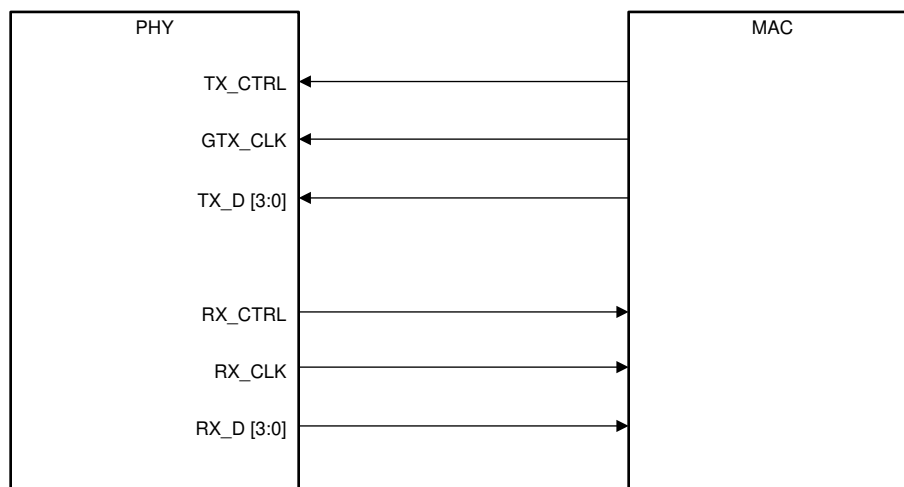 PHY
MAC
TX_CTRL
GTX_CLK
TX_D [3:0]
RX_CTRL
RX_CLK
RX_D [3:0]